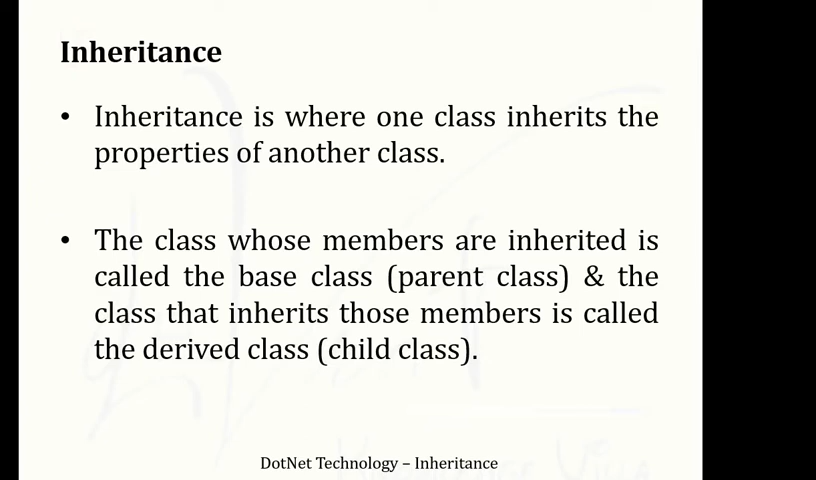 Inheritance
• Inheritance is where one class inherits the
properties of another class.
• The class whose members are inherited is
called the base class (parent class) & the
class that inherits those members is called
the derived class (child class).
DotNet Technology – Inheritance